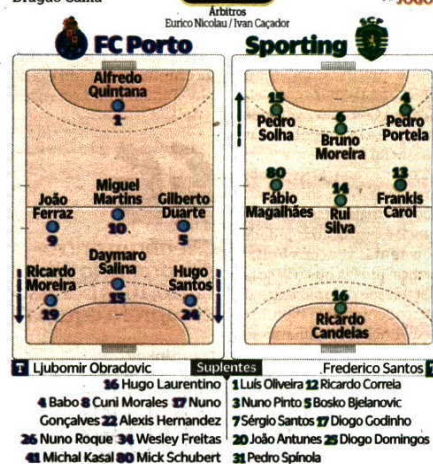 Dragão Caixa
JOGO
Árbitros
Eurico Nicolau / Ivan Caçador
FC Porto
Alfredo
Quintana
1
João
Ferraz
9
Miguel
Martins
10
Gilberto
Duarte
5
Ricardo
Moreira
19
Daymaro
Salina
15
Hugo
Santos
24
Sporting
SCP
15
Pedro
Solha
6
Bruno
Moreira
4
Pedro
Portela
80
Fábio
Magalhães
14
Rui
Silva
13
Frankis
Carol
16
Ricardo
Candeias
T Ljubomir Obradovic
Suplentes
Frederico Santos T
16 Hugo Laurentino
4 Babo 8 Cuni Morales 17 Nuno
Gonçalves 22 Alexis Hernandez
26 Nuno Roque 34 Wesley Freitas
41 Michal Kasal 80 Mick Schubert
1 Luís Oliveira 12 Ricardo Correia
3 Nuno Pinto 5 Bosko Bjelanovic
7 Sérgio Santos 17 Diogo Godinho
20 João Antunes 25 Diogo Domingos
31 Pedro Spínola